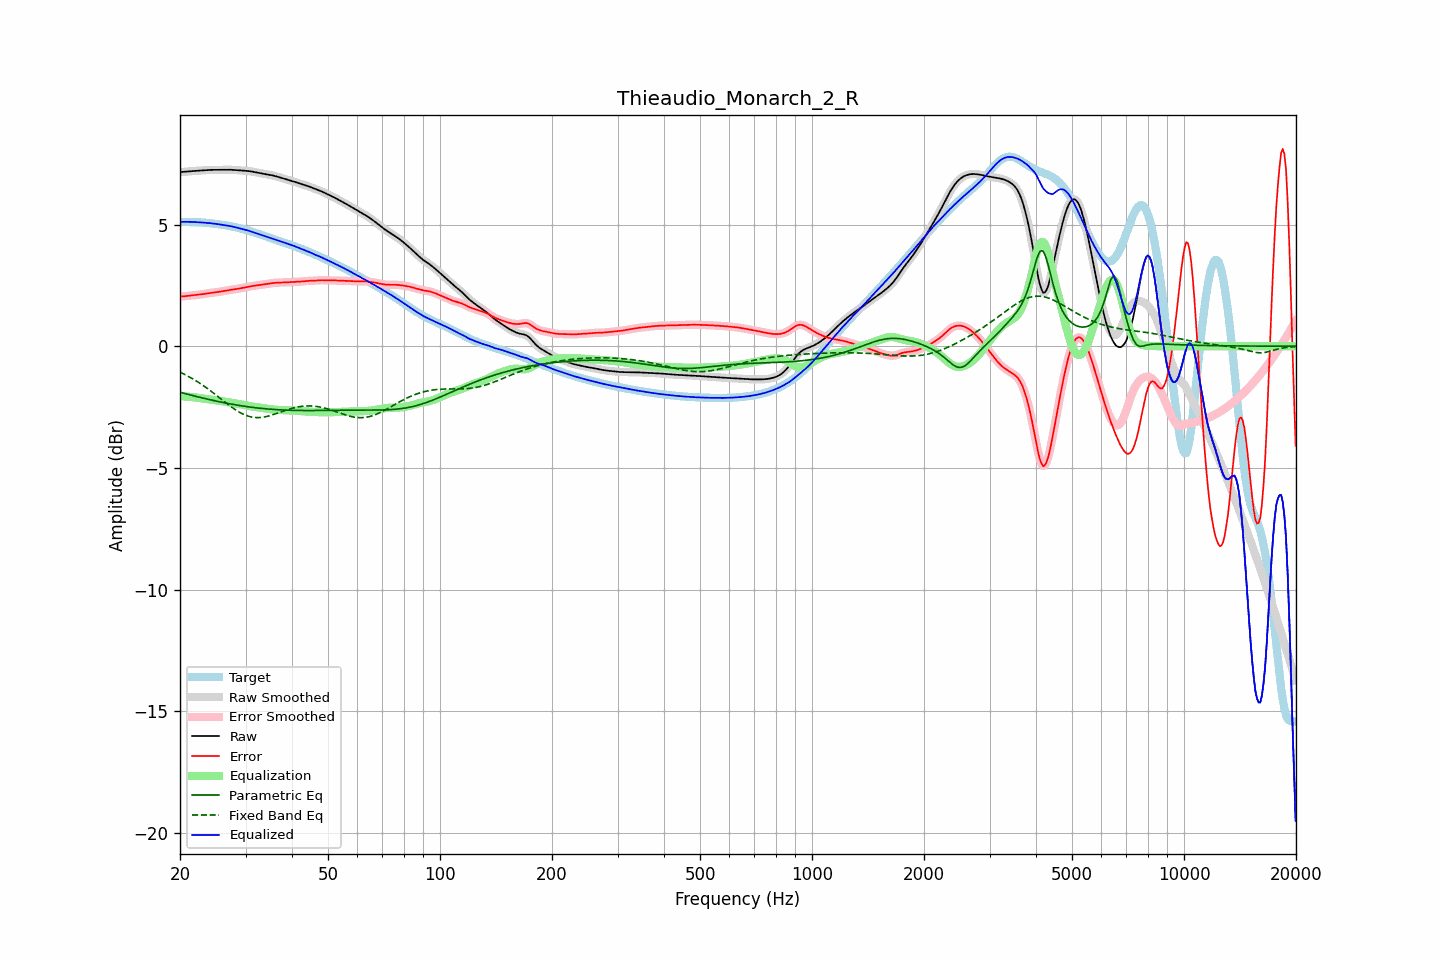 Thieaudio_Monarch_2_R
Amplitude (dBr)
5
0
−5
−10
−15
−20
Target
Raw Smoothed
Error Smoothed
Raw
Error
Equalization
Parametric Eq
Fixed Band Eq
Equalized
20 50 100 200 500 1000 2000 5000 10000 20000
Frequency (Hz)